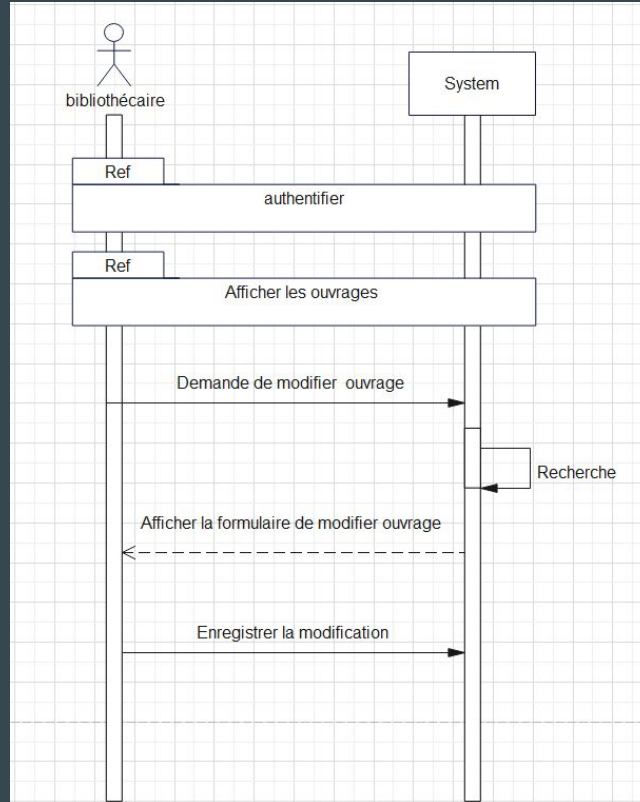 bibliothécaire
System
Ref
authentifier
Ref
Afficher les ouvrages
Demande de modifier ouvrage
Recherche
Afficher la formulaire de modifier ouvrage
Enregistrer la modification